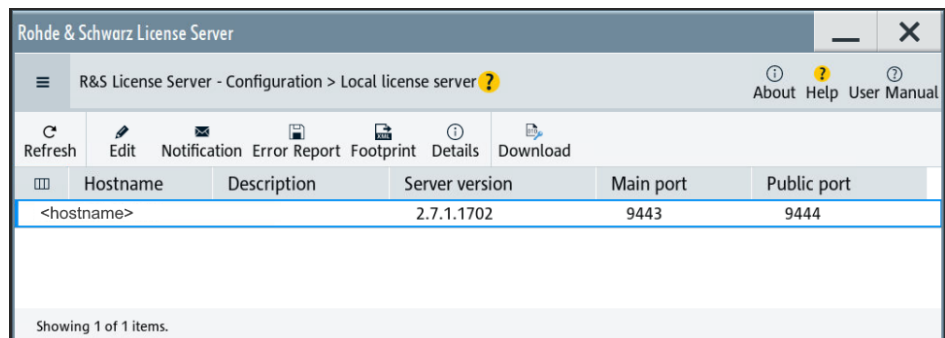 Rohde & Schwarz License Server
R&S License Server - Configuration > Local license server ?
About Help User Manual
Refresh Edit Notification Error Report Footprint Details Download
Hostname Description Server version Main port Public port
<hostname> 2.7.1.1702 9443 9444
Showing 1 of 1 items.